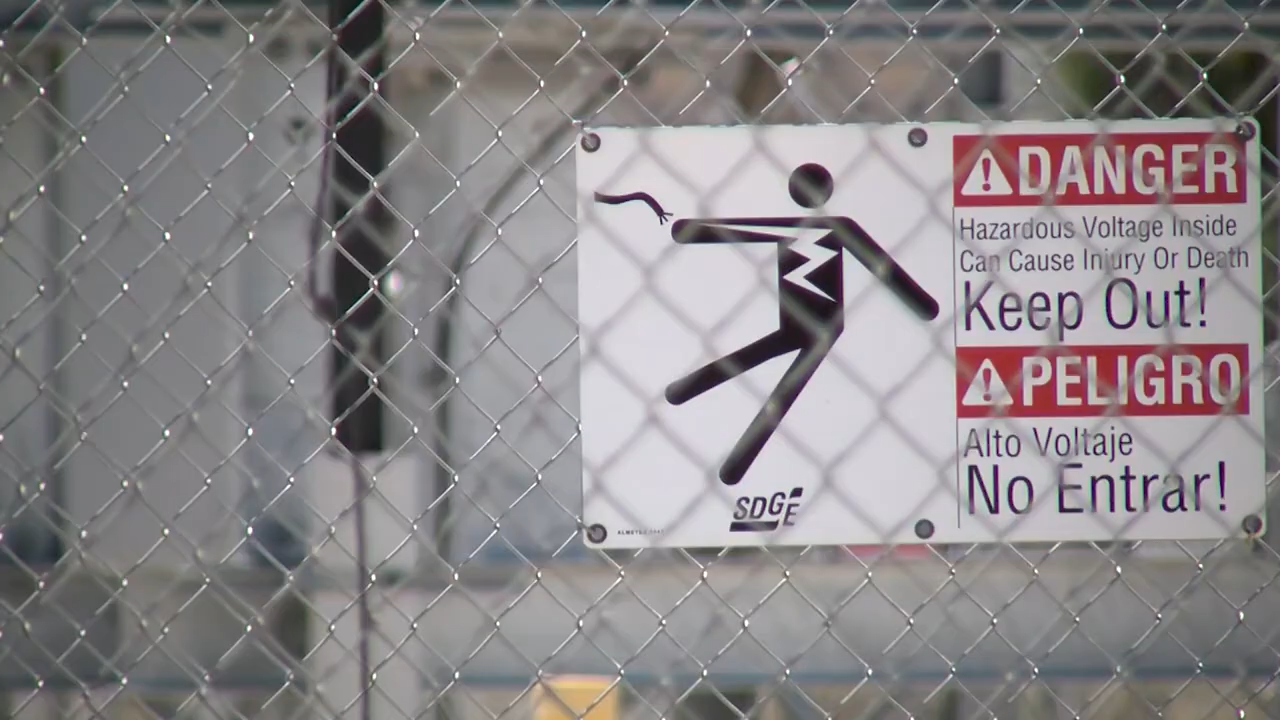 DANGER
Hazardous Voltage Inside
Can Cause Injury Or Death
Keep Out!
PELIGRO
Alto Voltaje
No Entrar!
SDGE